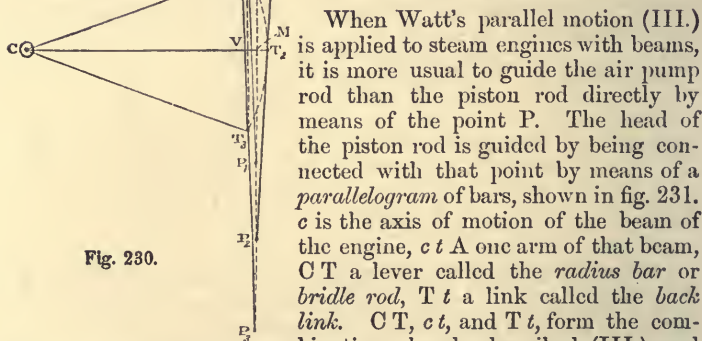 C
V
M
T₂
T₃
P₁
P₂
P₃
Fig. 230.
When Watt's parallel motion (III.)
is applied to steam engines with beams,
it is more usual to guide the air pump
rod than the piston rod directly by
means of the point P. The head of
the piston rod is guided by being con-
nected with that point by means of a
parallelogram of bars, shown in fig. 231.
c is the axis of motion of the beam of
the engine, c t A one arm of that beam,
C T a lever called the radius bar or
bridle rod, T t a link called the back
link. C T, c t, and T t, form the com-